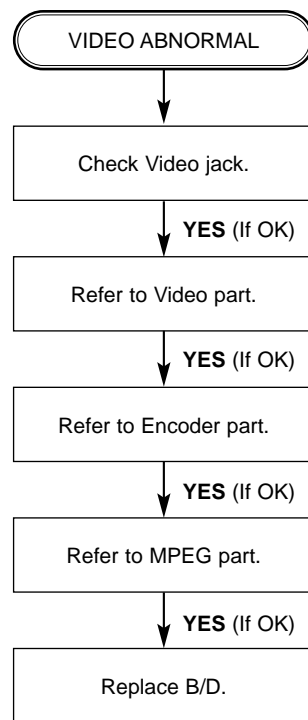 VIDEO ABNORMAL
Check Video jack.
YES (If OK)
Refer to Video part.
YES (If OK)
Refer to Encoder part.
YES (If OK)
Refer to MPEG part.
YES (If OK)
Replace B/D.